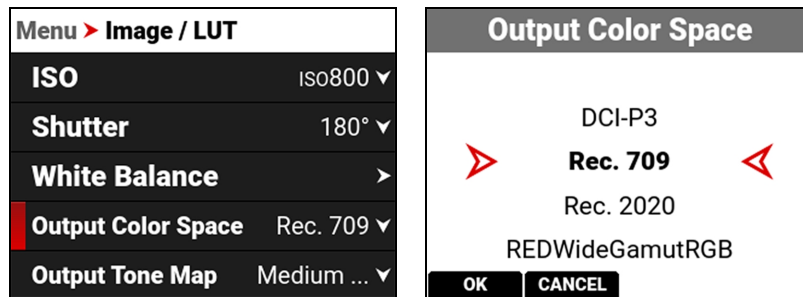 Menu > Image / LUT
ISO ISO800
Shutter 180°
White Balance
Output Color Space Rec. 709
Output Tone Map Medium ...
Output Color Space
DCI-P3
Rec. 709
Rec. 2020
REDWideGamutRGB
OK CANCEL